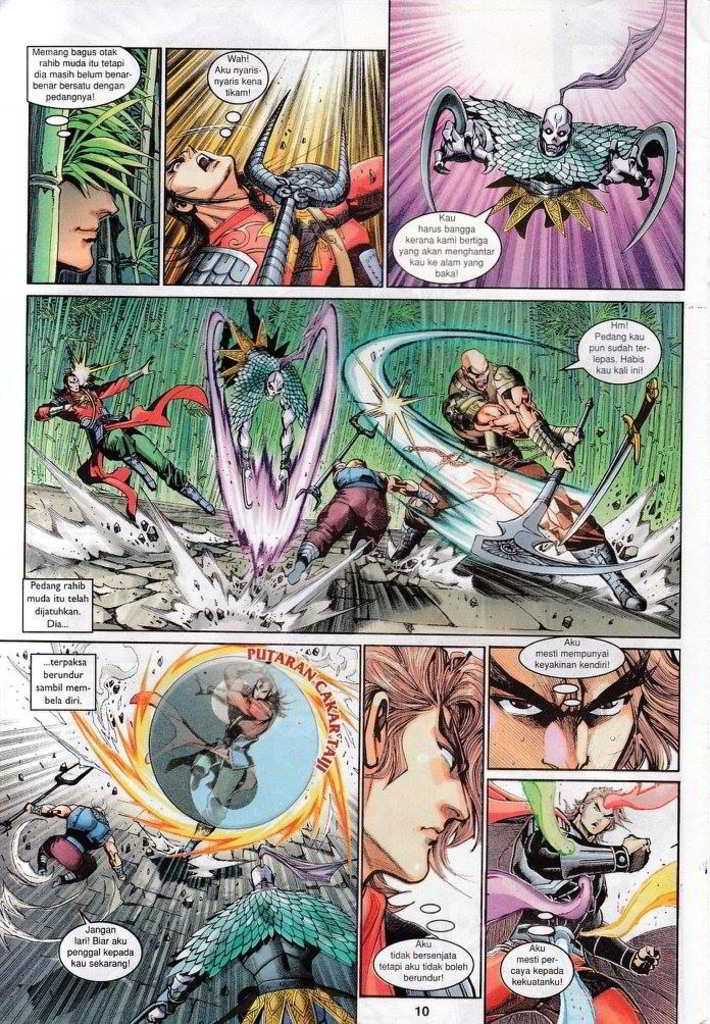 Memang bagus otak
rahib muda itu tetapi
dia masih belum benar-
benar bersatu dengan
pedangnya!
Wah!
Aku nyaris-
nyaris kena
tikam!
Kau
harus bangga
kerana kami bertiga
yang akan menghantar
kau ke alam yang
baka!
Hm!
Pedang kau
pun sudah ter-
lepas. Habis
kau kali ini!
Pedang rahib
muda itu telah
dijatuhkan.
Dia...
...terpaksa
berundur
sambil mem-
bela diri.
PUTARAN CAKAR TAIJI
Jangan
lari! Biar aku
penggal kepala
kau sekarang!
Aku
tidak bersenjata
tetapi aku tidak boleh
berundur!
Aku
mesti mempunyai
keyakinan kendiri!
Aku
mesti per-
caya kepada
kekuatanku!
10